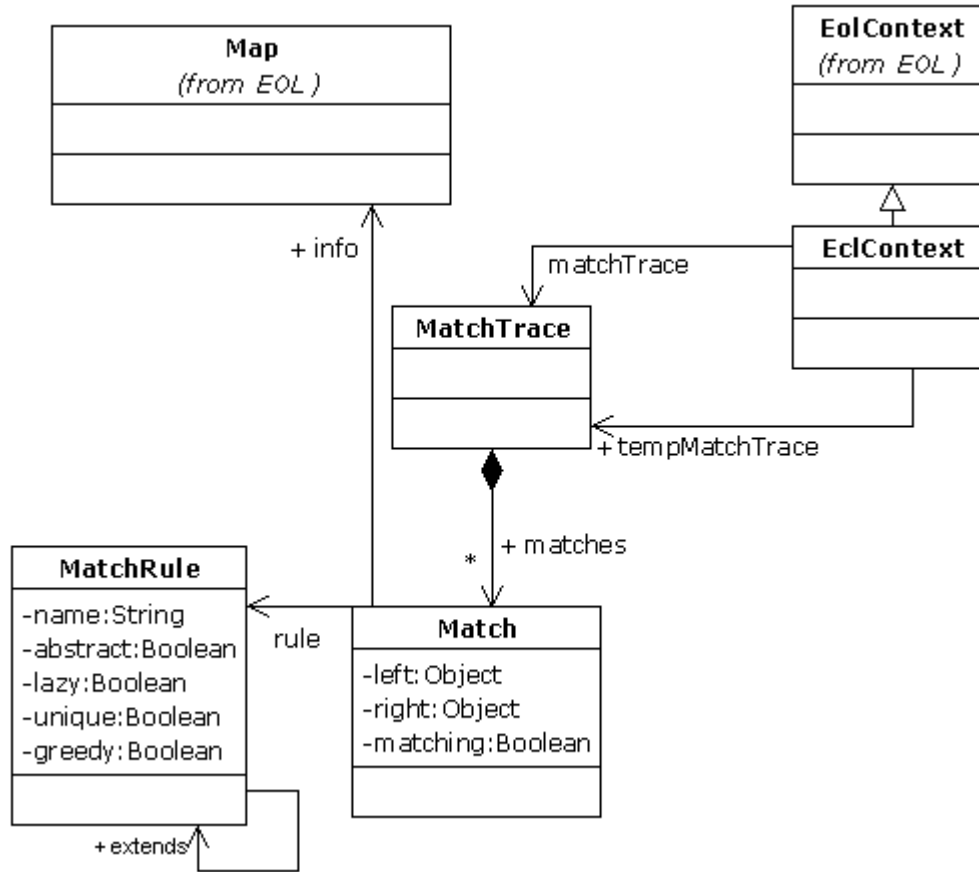 Map
(from EOL)
EolContext
(from EOL)
+ info
matchTrace
EclContext
MatchTrace
+ tempMatchTrace
+ matches
*
MatchRule
-name:String
-abstract:Boolean
-lazy:Boolean
-unique:Boolean
-greedy:Boolean
rule
Match
-left:Object
-right:Object
-matching:Boolean
+ extends